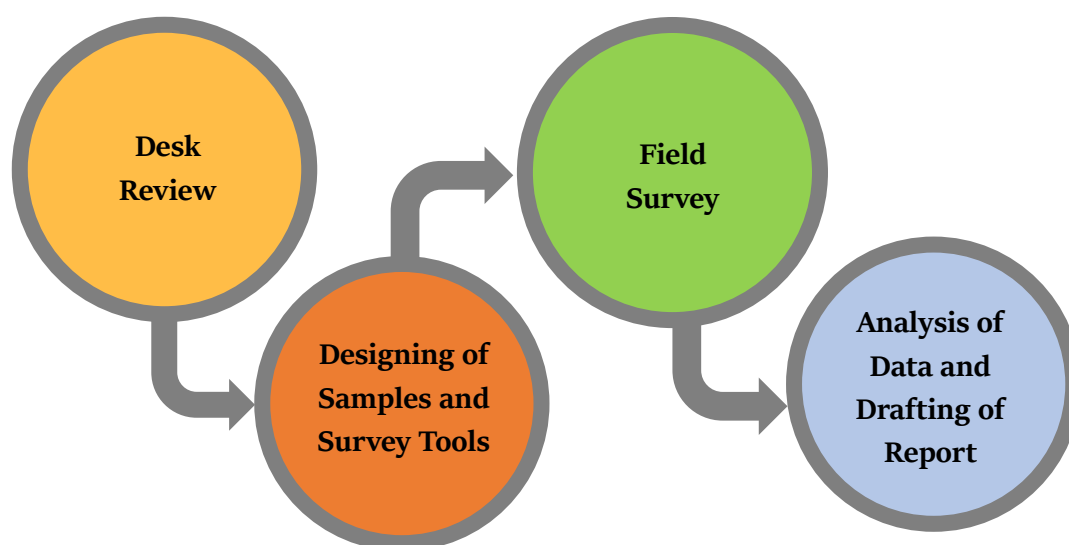 Desk
Review
Designing of
Samples and
Survey Tools
Field
Survey
Analysis of
Data and
Drafting of
Report